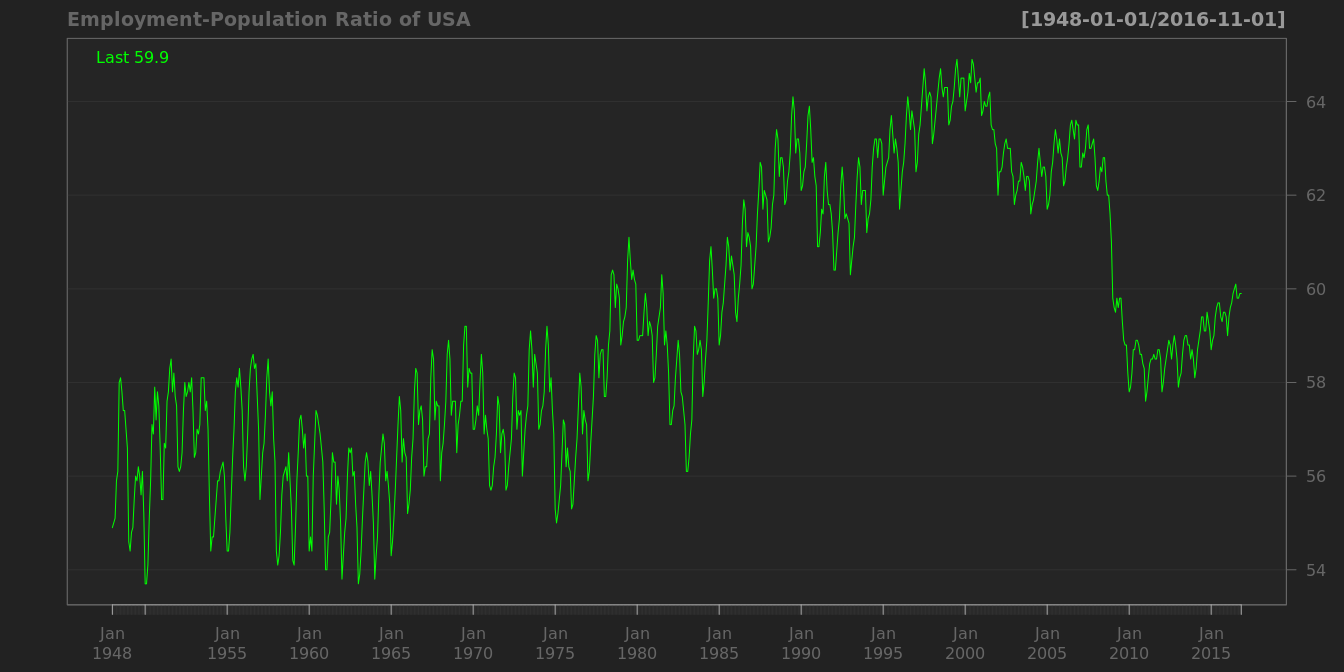 Employment-Population Ratio of USA
[1948-01-01/2016-11-01]
Last 59.9
64
62
60
58
56
54
Jan 1948
Jan 1955
Jan 1960
Jan 1965
Jan 1970
Jan 1975
Jan 1980
Jan 1985
Jan 1990
Jan 1995
Jan 2000
Jan 2005
Jan 2010
Jan 2015